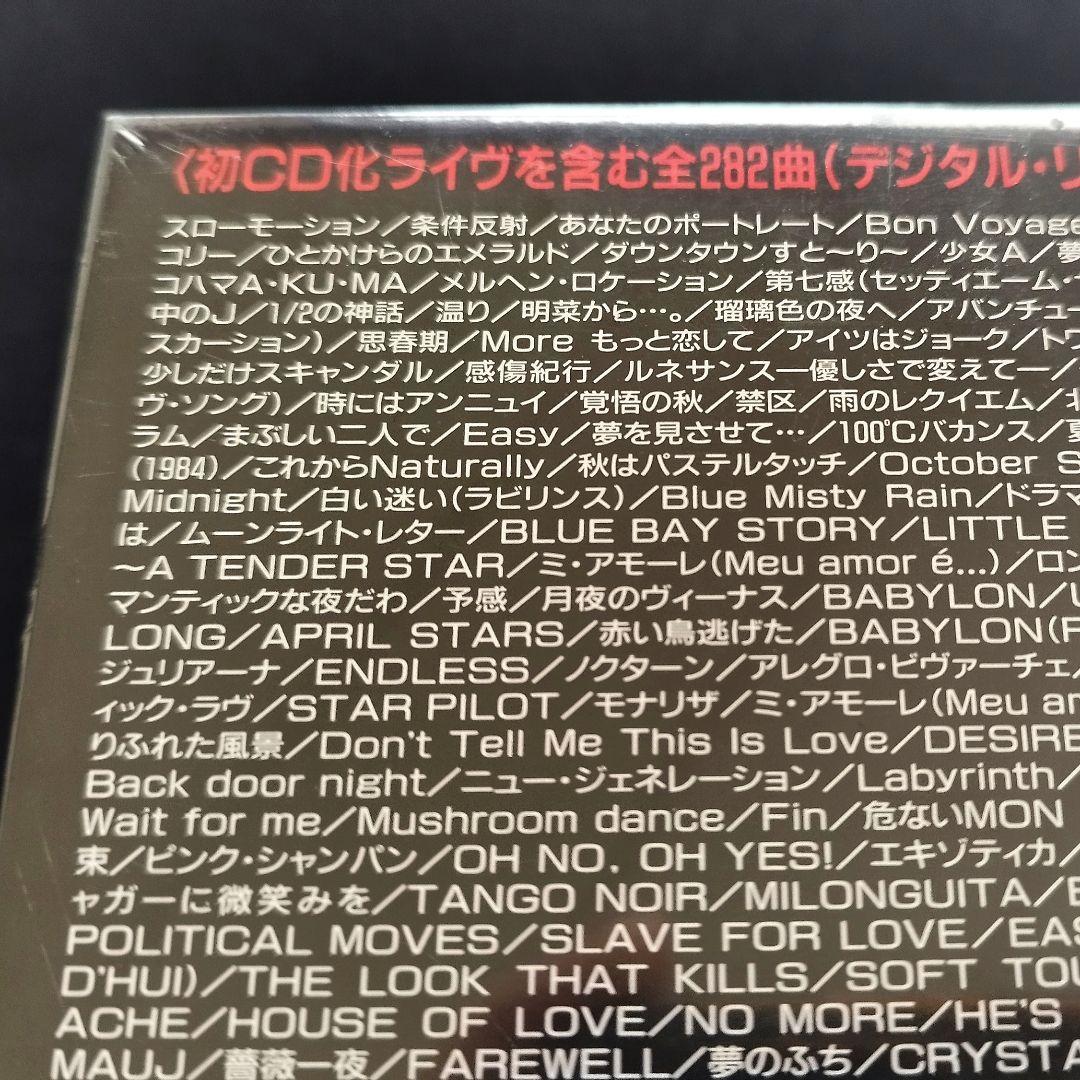 〈初CD化ライヴを含む全282曲(デジタル・リ
スローモーション／条件反射／あなたのポートレート／Bon Voyage
コリー／ひとかけらのエメラルド／ダウンタウンすと〜り〜／少女A／夢
コハマA・KU・MA／メルヘン・ロケーション／第七感(セッティエーム・
中のJ／1/2の神話／温り／明菜から…。／瑠璃色の夜へ／アバンチュー
スカーション)／思春期／More もっと恋して／アイツはジョーク／トワ
少しだけスキャンダル／感傷紀行／ルネサンス―優しさで変えて―／
ヴ・ソング)／時にはアンニュイ／覚悟の秋／禁区／雨のレクイエム／
ラム／まぶしい二人で／Easy／夢を見させて…／100℃バカンス／夏
(1984)／これからNaturally／秋はパステルタッチ／October S
Midnight／白い迷い(ラビリンス)／Blue Misty Rain／ドラマ
は／ムーンライト・レター／BLUE BAY STORY／LITTLE
〜A TENDER STAR／ミ・アモーレ(Meu amor é...)／ロン
マンティックな夜だわ／予感／月夜のヴィーナス／BABYLON／
LONG／APRIL STARS／赤い鳥逃げた／BABYLON(
ジュリアーナ／ENDLESS／ノクターン／アレグロ・ビヴァーチェ／
ィック・ラヴ／STAR PILOT／モナリザ／ミ・アモーレ(Meu am
りふれた風景／Don't Tell Me This Is Love／DESIRE
Back door night／ニュー・ジェネレーション／Labyrinth／
Wait for me／Mushroom dance／Fin／危ないMON
束／ピンク・シャンパン／OH NO, OH YES!／エキゾティカ／
ャガーに微笑みを／TANGO NOIR／MILONGUITA／
POLITICAL MOVES／SLAVE FOR LOVE／EAS
D'HUI)／THE LOOK THAT KILLS／SOFT TOU
ACHE／HOUSE OF LOVE／NO MORE／HE'S
MAUJ／薔薇一夜／FAREWELL／夢のふち／CRYSTA